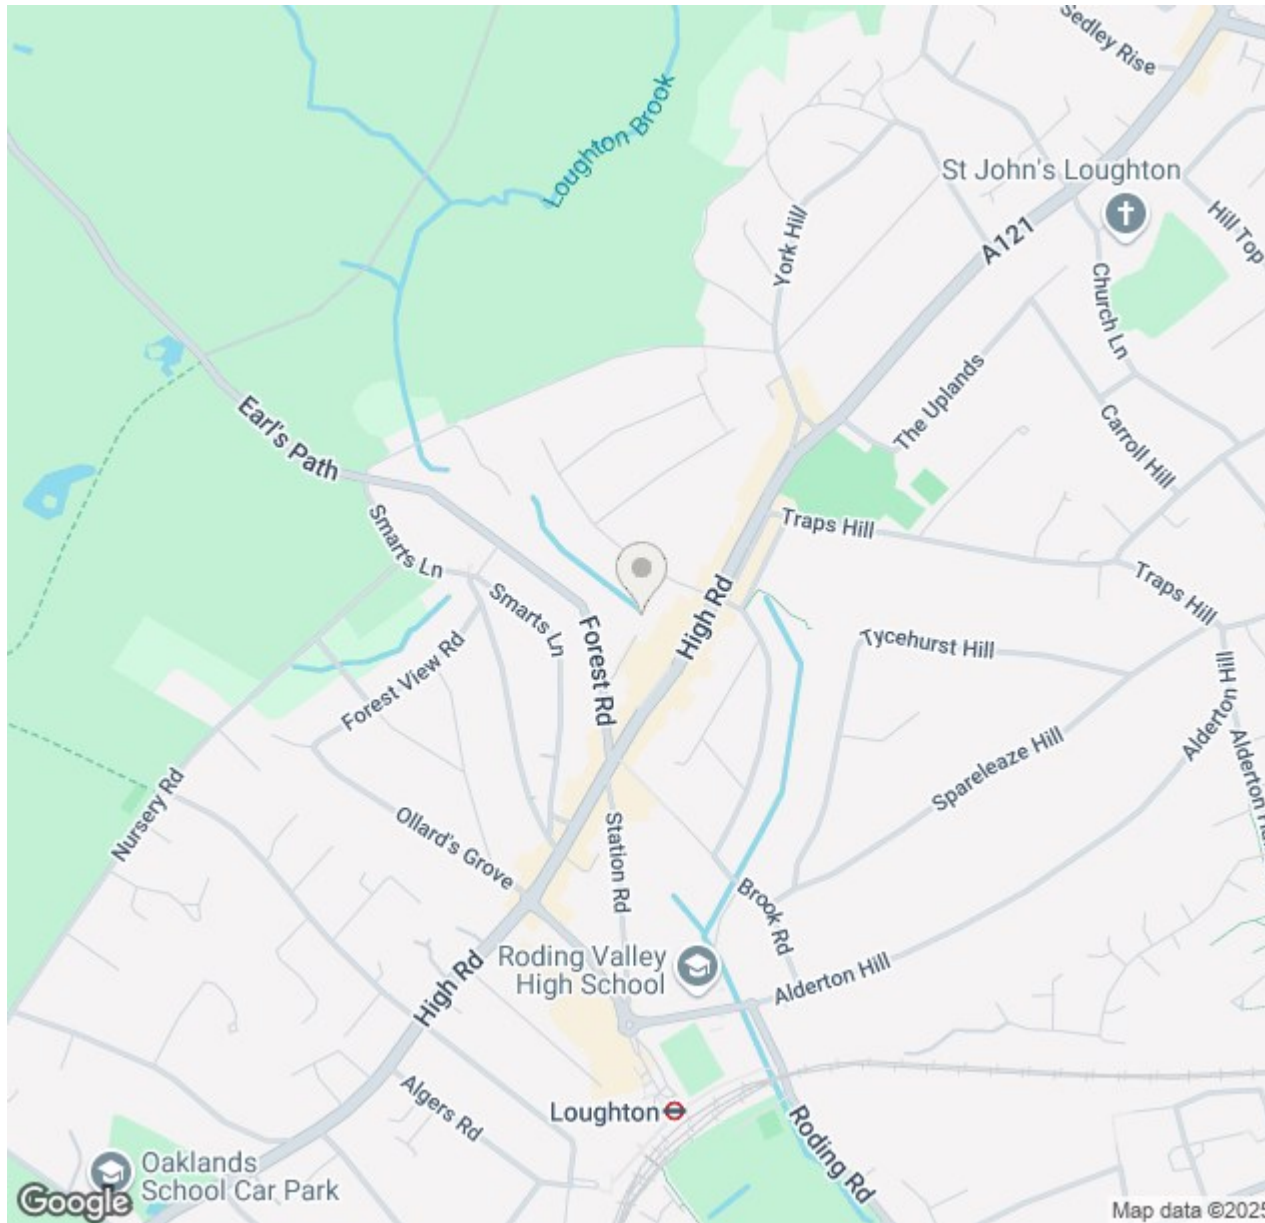 Sedley Rise
Loughton Brook
St John's Loughton
Hill Top
York Hill
A121
Church Ln
The Uplands
Carroll Hill
Earl's Path
Smarts Ln
Traps Hill
Traps Hill
Smarts Ln
High Rd
Forest Rd
Tycehurst Hill
Forest View Rd
Alderton Hill
Spareleaze Hill
Nursery Rd
Ollard's Grove
Station Rd
Brook Rd
Roding Valley
High School
High Rd
Alderton Hill
Algers Rd
Loughton
Roding Rd
Oaklands
School Car Park
Google
Map data ©2025